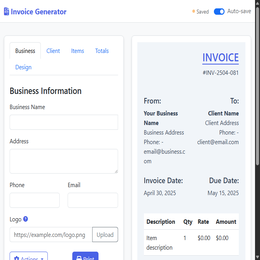 Invoice Generator
Saved
Auto-save
Business
Client
Items
Totals
Design
Business Information
Business Name
Address
Phone
Email
Logo
https://example.com/logo.png
Upload
Actions
Print
INVOICE
#INV-2504-081
From:
To:
Your Business Name
Client Name
Business Address
Client Address
Phone: -
Phone: -
email@business.com
client@email.com
Invoice Date:
Due Date:
April 30, 2025
May 15, 2025
Description Qty Rate Amount
Item description 1 $0.00 $0.00